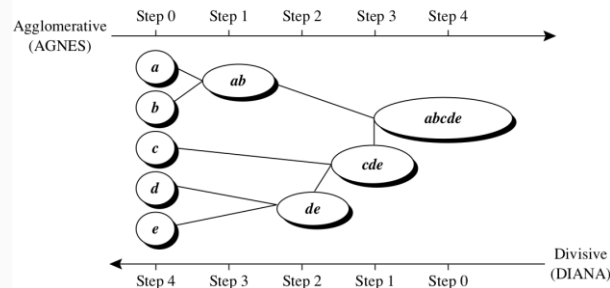 Agglomerative
(AGNES)
Step 0 Step 1 Step 2 Step 3 Step 4
a
b
ab
abcde
c
cde
d
de
e
Divisive
(DIANA)
Step 4 Step 3 Step 2 Step 1 Step 0